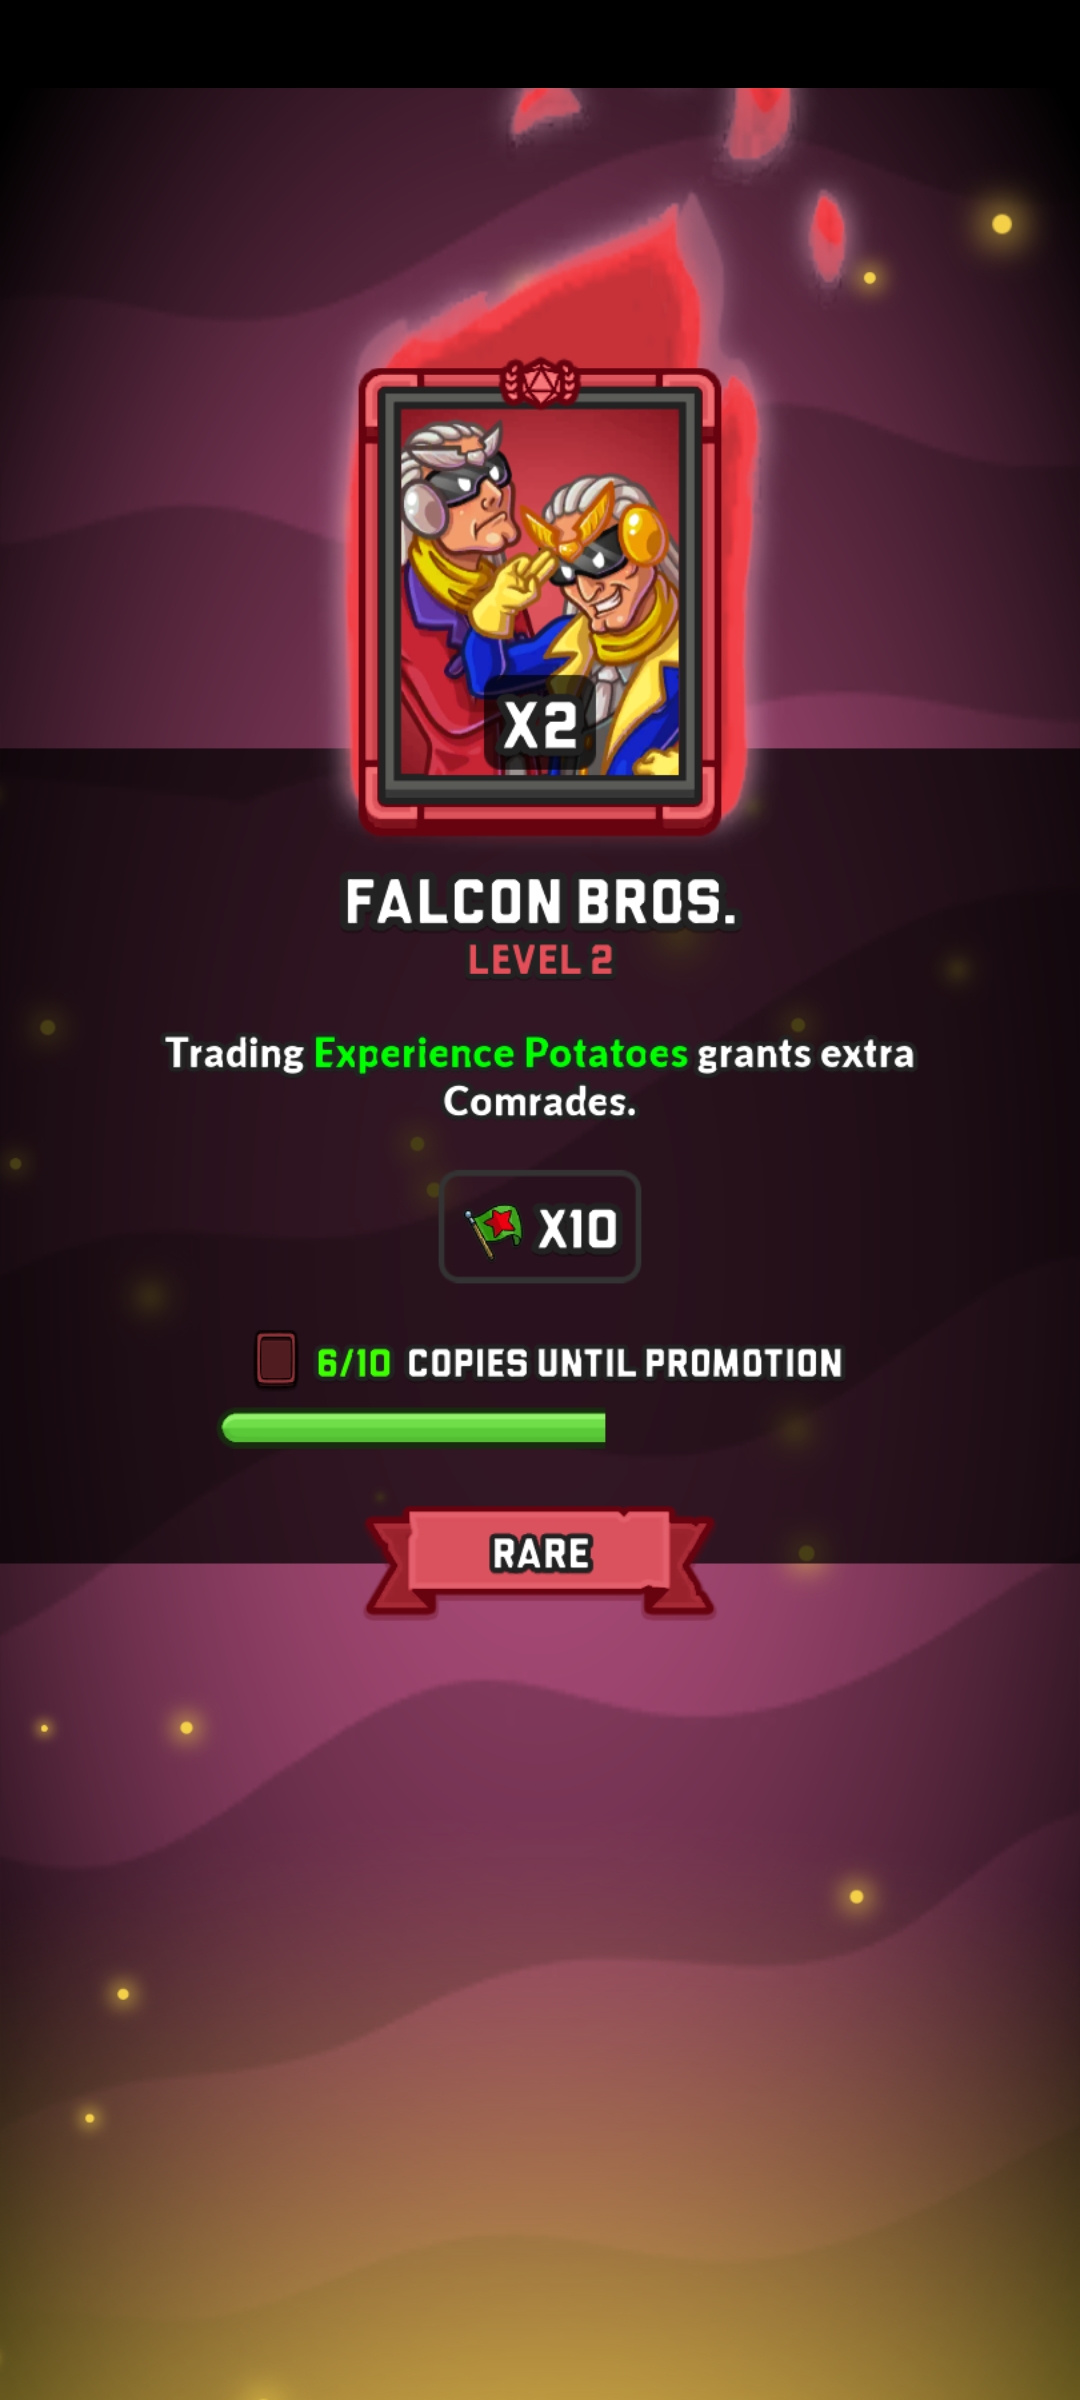 X2
FALCON BROS.
LEVEL 2
Trading Experience Potatoes grants extra
Comrades.
X10
6/10 COPIES UNTIL PROMOTION
RARE